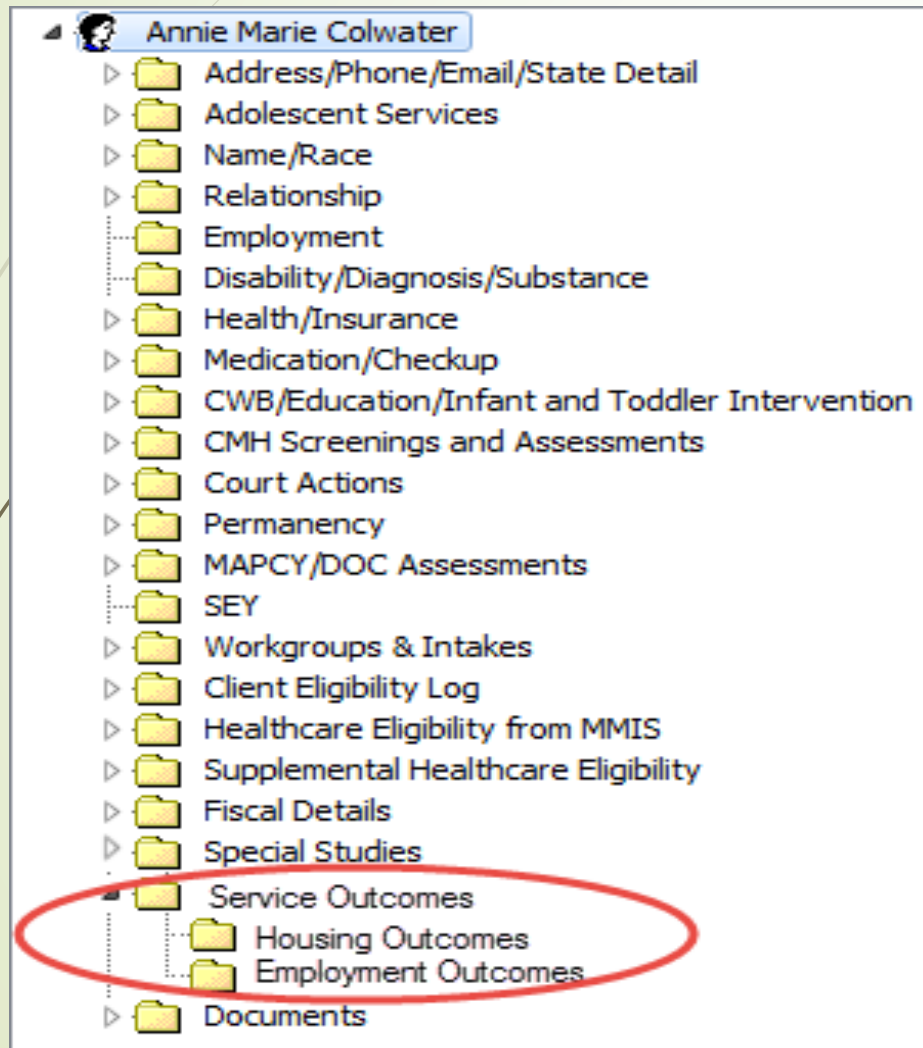 Annie Marie Colwater
Address/Phone/Email/State Detail
Adolescent Services
Name/Race
Relationship
Employment
Disability/Diagnosis/Substance
Health/Insurance
Medication/Checkup
CWB/Education/Infant and Toddler Intervention
CMH Screenings and Assessments
Court Actions
Permanency
MAPCY/DOC Assessments
SEY
Workgroups & Intakes
Client Eligibility Log
Healthcare Eligibility from MMIS
Supplemental Healthcare Eligibility
Fiscal Details
Special Studies
Service Outcomes
Housing Outcomes
Employment Outcomes
Documents